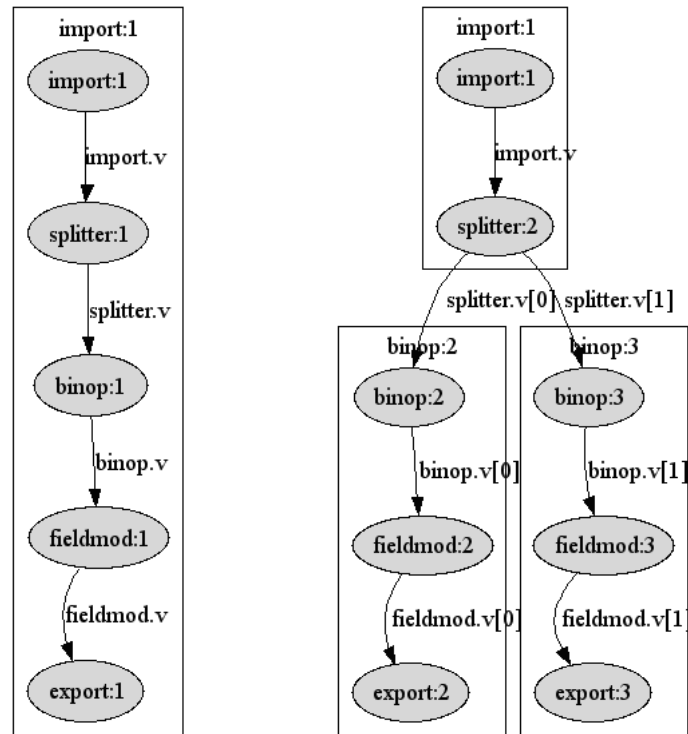 import:1
import:1
import.v
splitter:1
splitter.v
binop:1
binop.v
fieldmod:1
fieldmod.v
export:1
import:1
import:1
import.v
splitter:2
splitter.v[0] splitter.v[1]
binop:2
binop:2
binop.v[0]
fieldmod:2
fieldmod.v[0]
export:2
binop:3
binop:3
binop.v[1]
fieldmod:3
fieldmod.v[1]
export:3